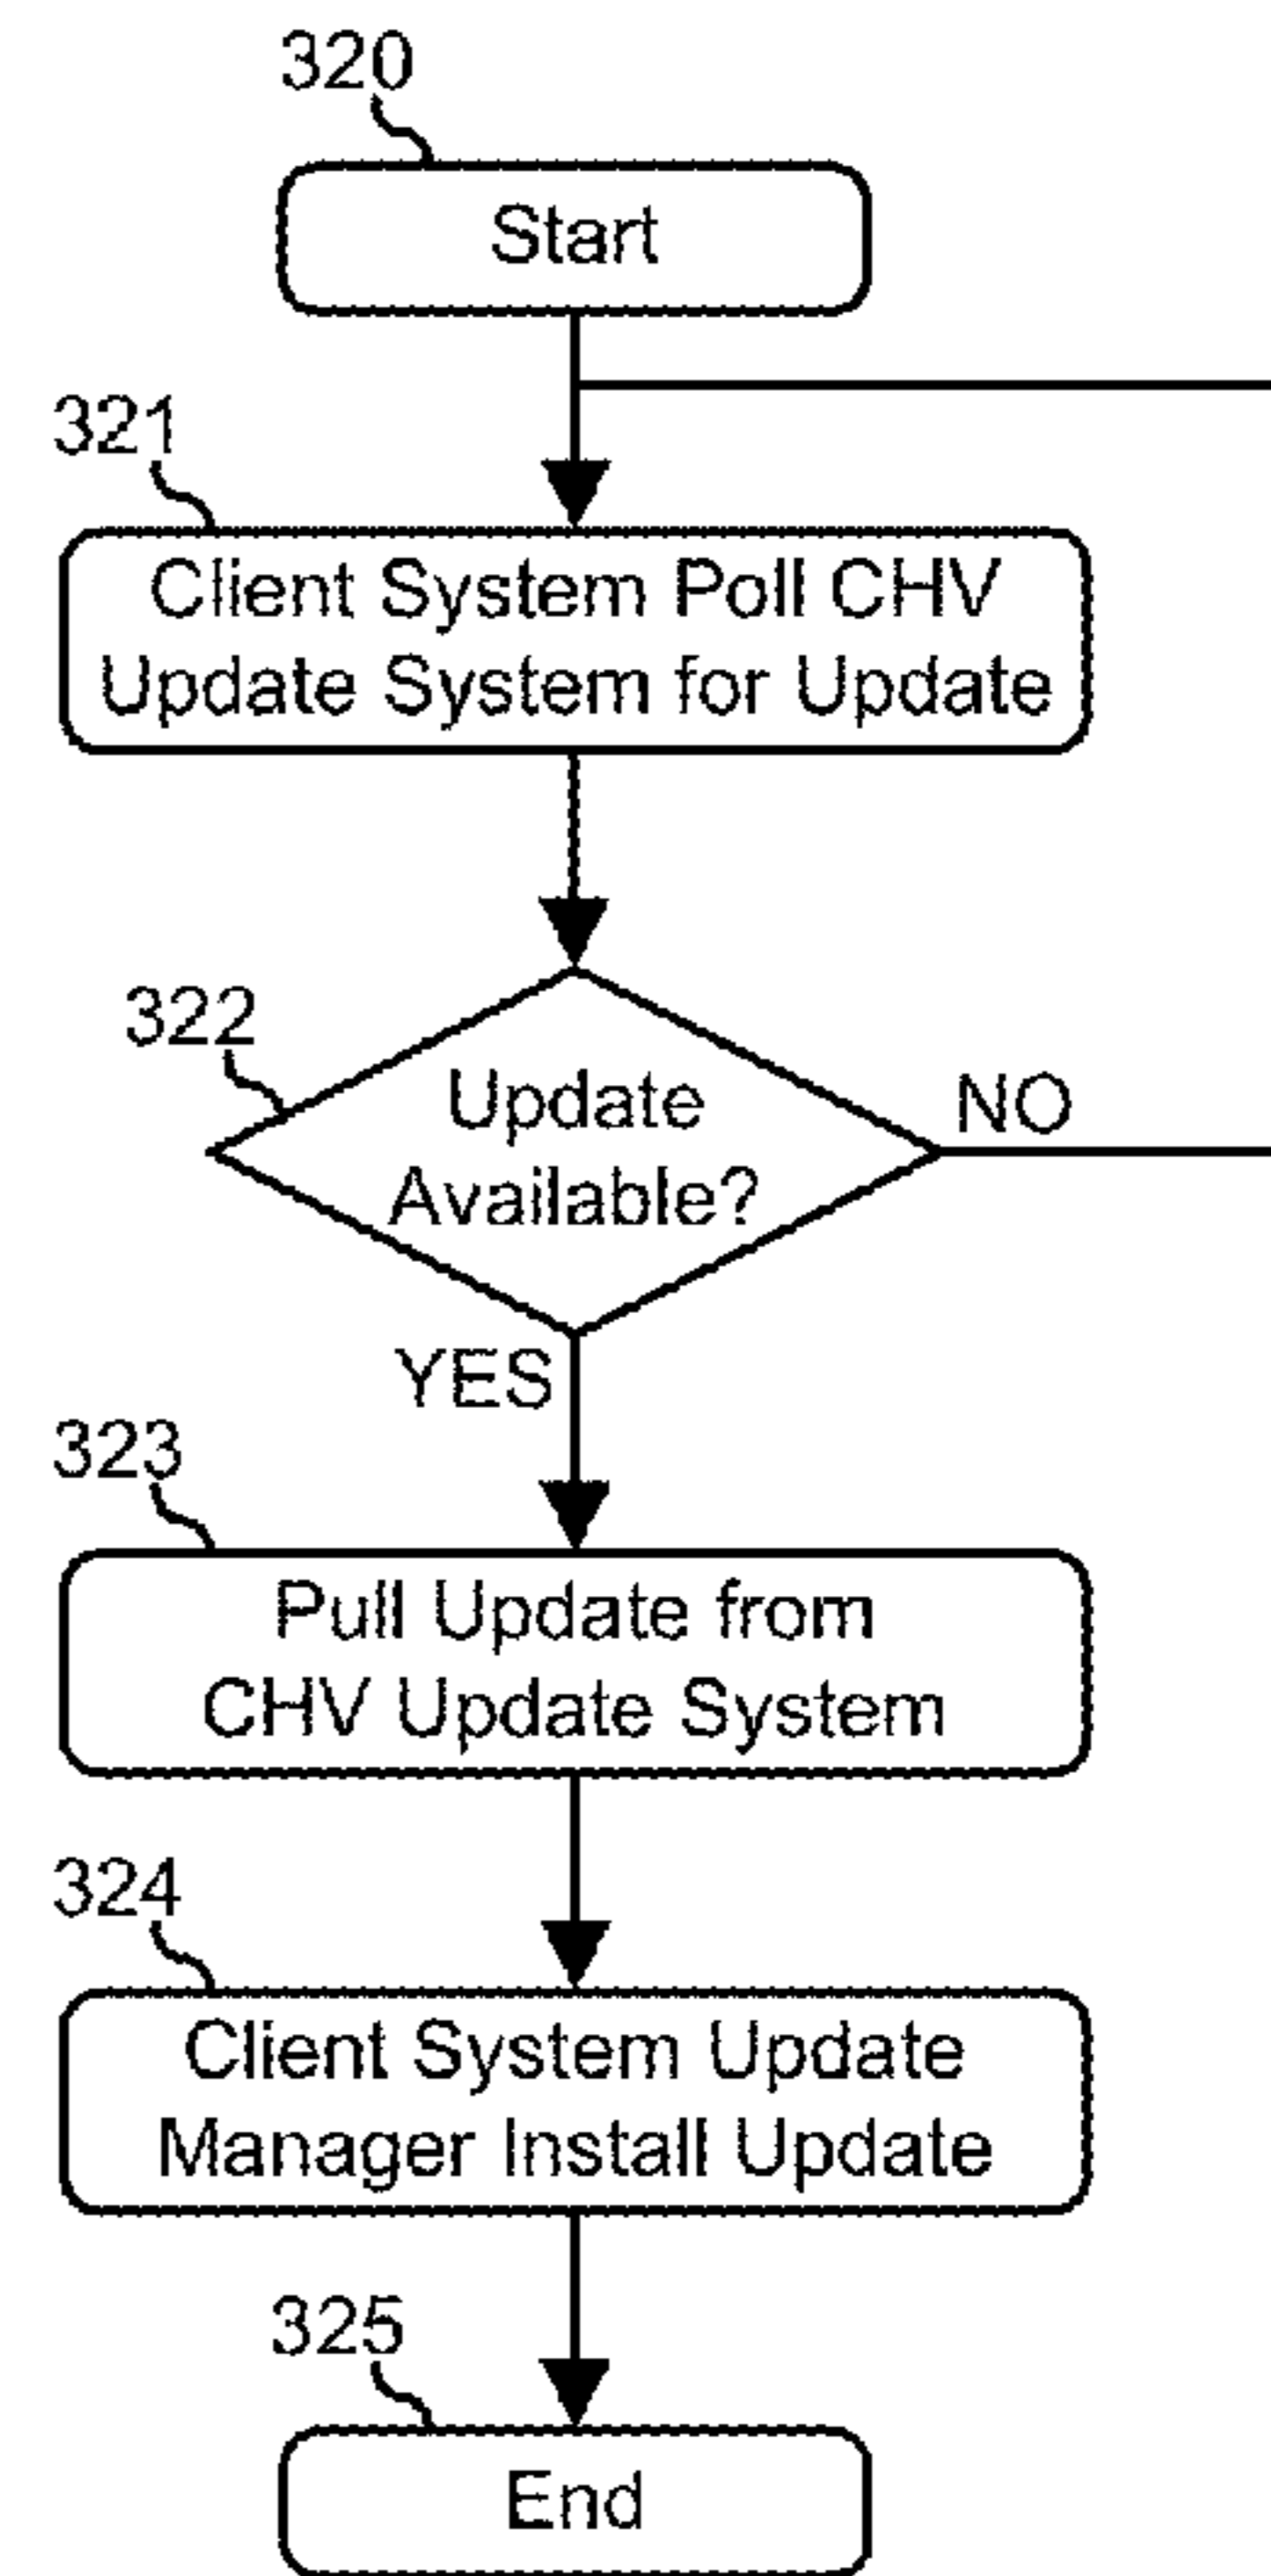 320
Start
321
Client System Poll CHV
Update System for Update
322
Update
Available?
NO
YES
323
Pull Update from
CHV Update System
324
Client System Update
Manager Install Update
325
End